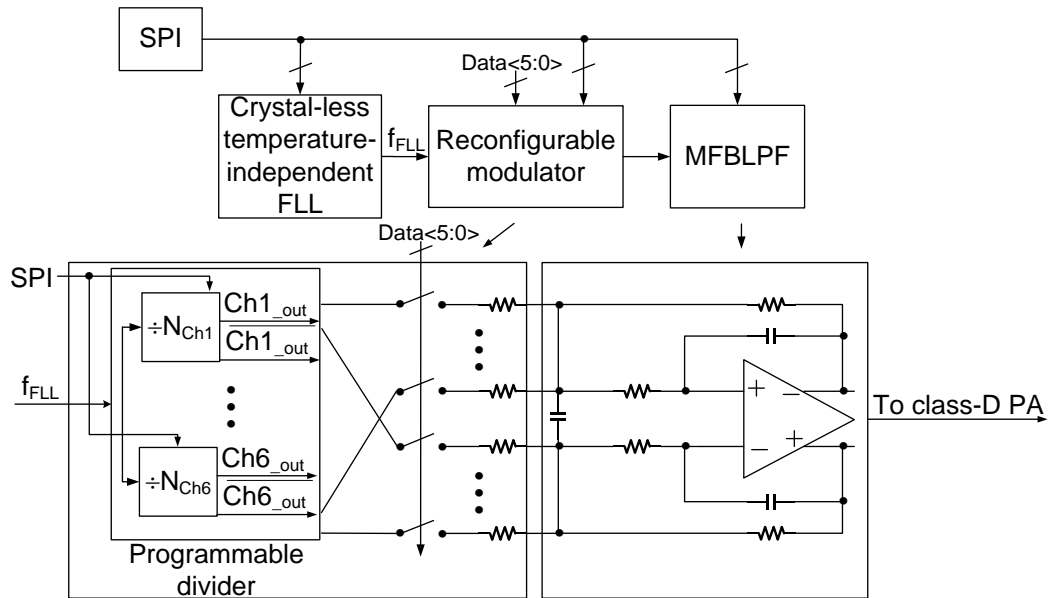 SPI
Data<5:0>
Crystal-less
temperature-
independent
FLL
fFLL
Reconfigurable
modulator
MFBLPF
Data<5:0>
SPI
÷NCh1
Ch1_out
Ch1_out
fFLL
÷NCh6
Ch6_out
Ch6_out
Programmable
divider
+ −
− +
To class-D PA